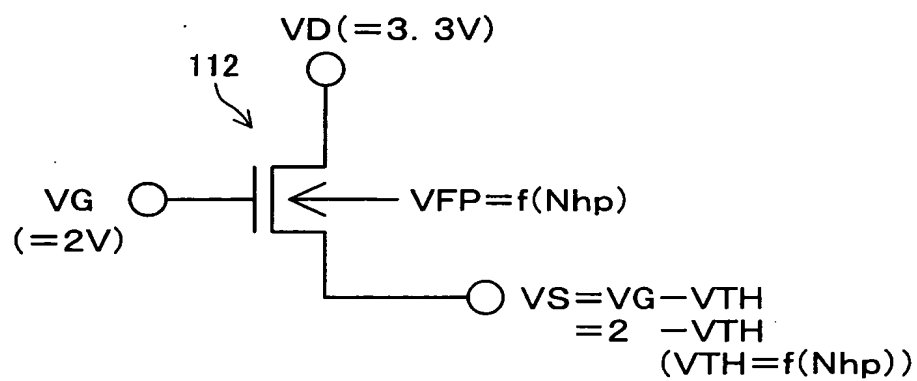 VD(=3. 3V)
112
VG
(=2V)
VFP=f(Nhp)
VS=VG-VTH
=2 -VTH
(VTH=f(Nhp))